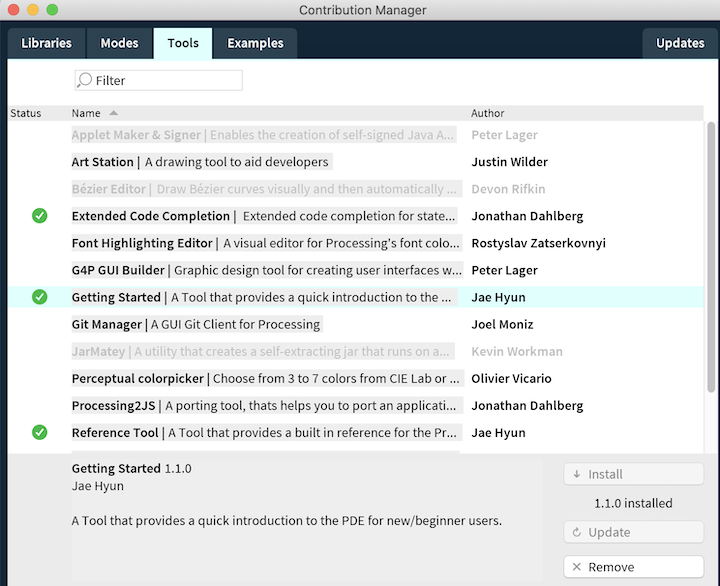 Contribution Manager
Libraries Modes Tools Examples Updates
Filter
Status Name Author
Applet Maker & Signer | Enables the creation of self-signed Java A... Peter Lager
Art Station | A drawing tool to aid developers Justin Wilder
Bézier Editor | Draw Bézier curves visually and then automatically ... Devon Rifkin
Extended Code Completion | Extended code completion for state... Jonathan Dahlberg
Font Highlighting Editor | A visual editor for Processing's font colo... Rostyslav Zatserkovnyi
G4P GUI Builder | Graphic design tool for creating user interfaces w... Peter Lager
Getting Started | A Tool that provides a quick introduction to the ... Jae Hyun
Git Manager | A GUI Git Client for Processing Joel Moniz
JarMatey | A utility that creates a self-extracting jar that runs on a... Kevin Workman
Perceptual colorpicker | Choose from 3 to 7 colors from CIE Lab or ... Olivier Vicario
Processing2JS | A porting tool, thats helps you to port an applicati... Jonathan Dahlberg
Reference Tool | A Tool that provides a built in reference for the Pr... Jae Hyun
Getting Started 1.1.0
Jae Hyun
A Tool that provides a quick introduction to the PDE for new/beginner users.
Install
1.1.0 installed
Update
Remove